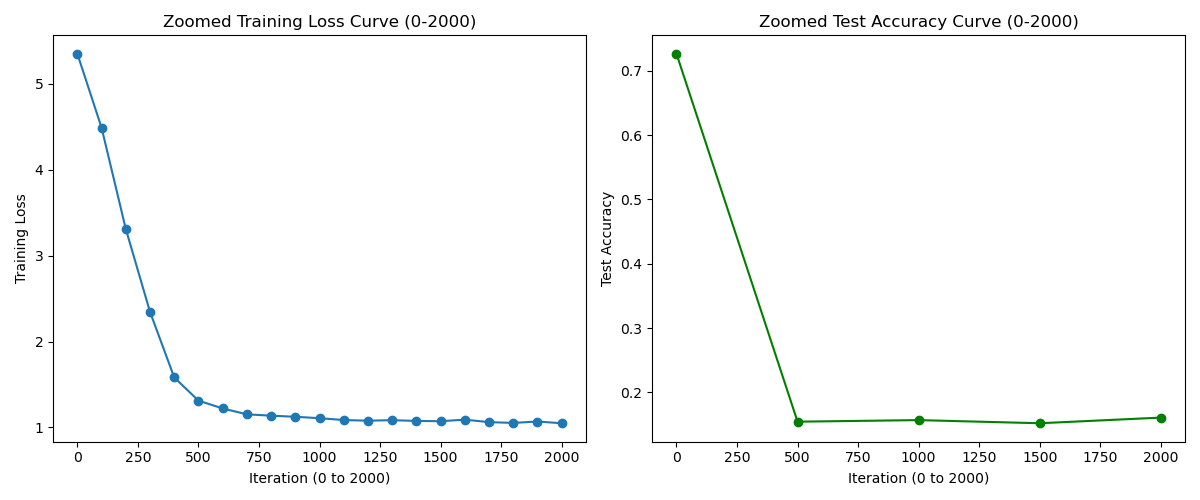 Zoomed Training Loss Curve (0-2000)
Training Loss
5
4
3
2
1
0 250 500 750 1000 1250 1500 1750 2000
Iteration (0 to 2000)
Zoomed Test Accuracy Curve (0-2000)
Test Accuracy
0.7
0.6
0.5
0.4
0.3
0.2
0 250 500 750 1000 1250 1500 1750 2000
Iteration (0 to 2000)